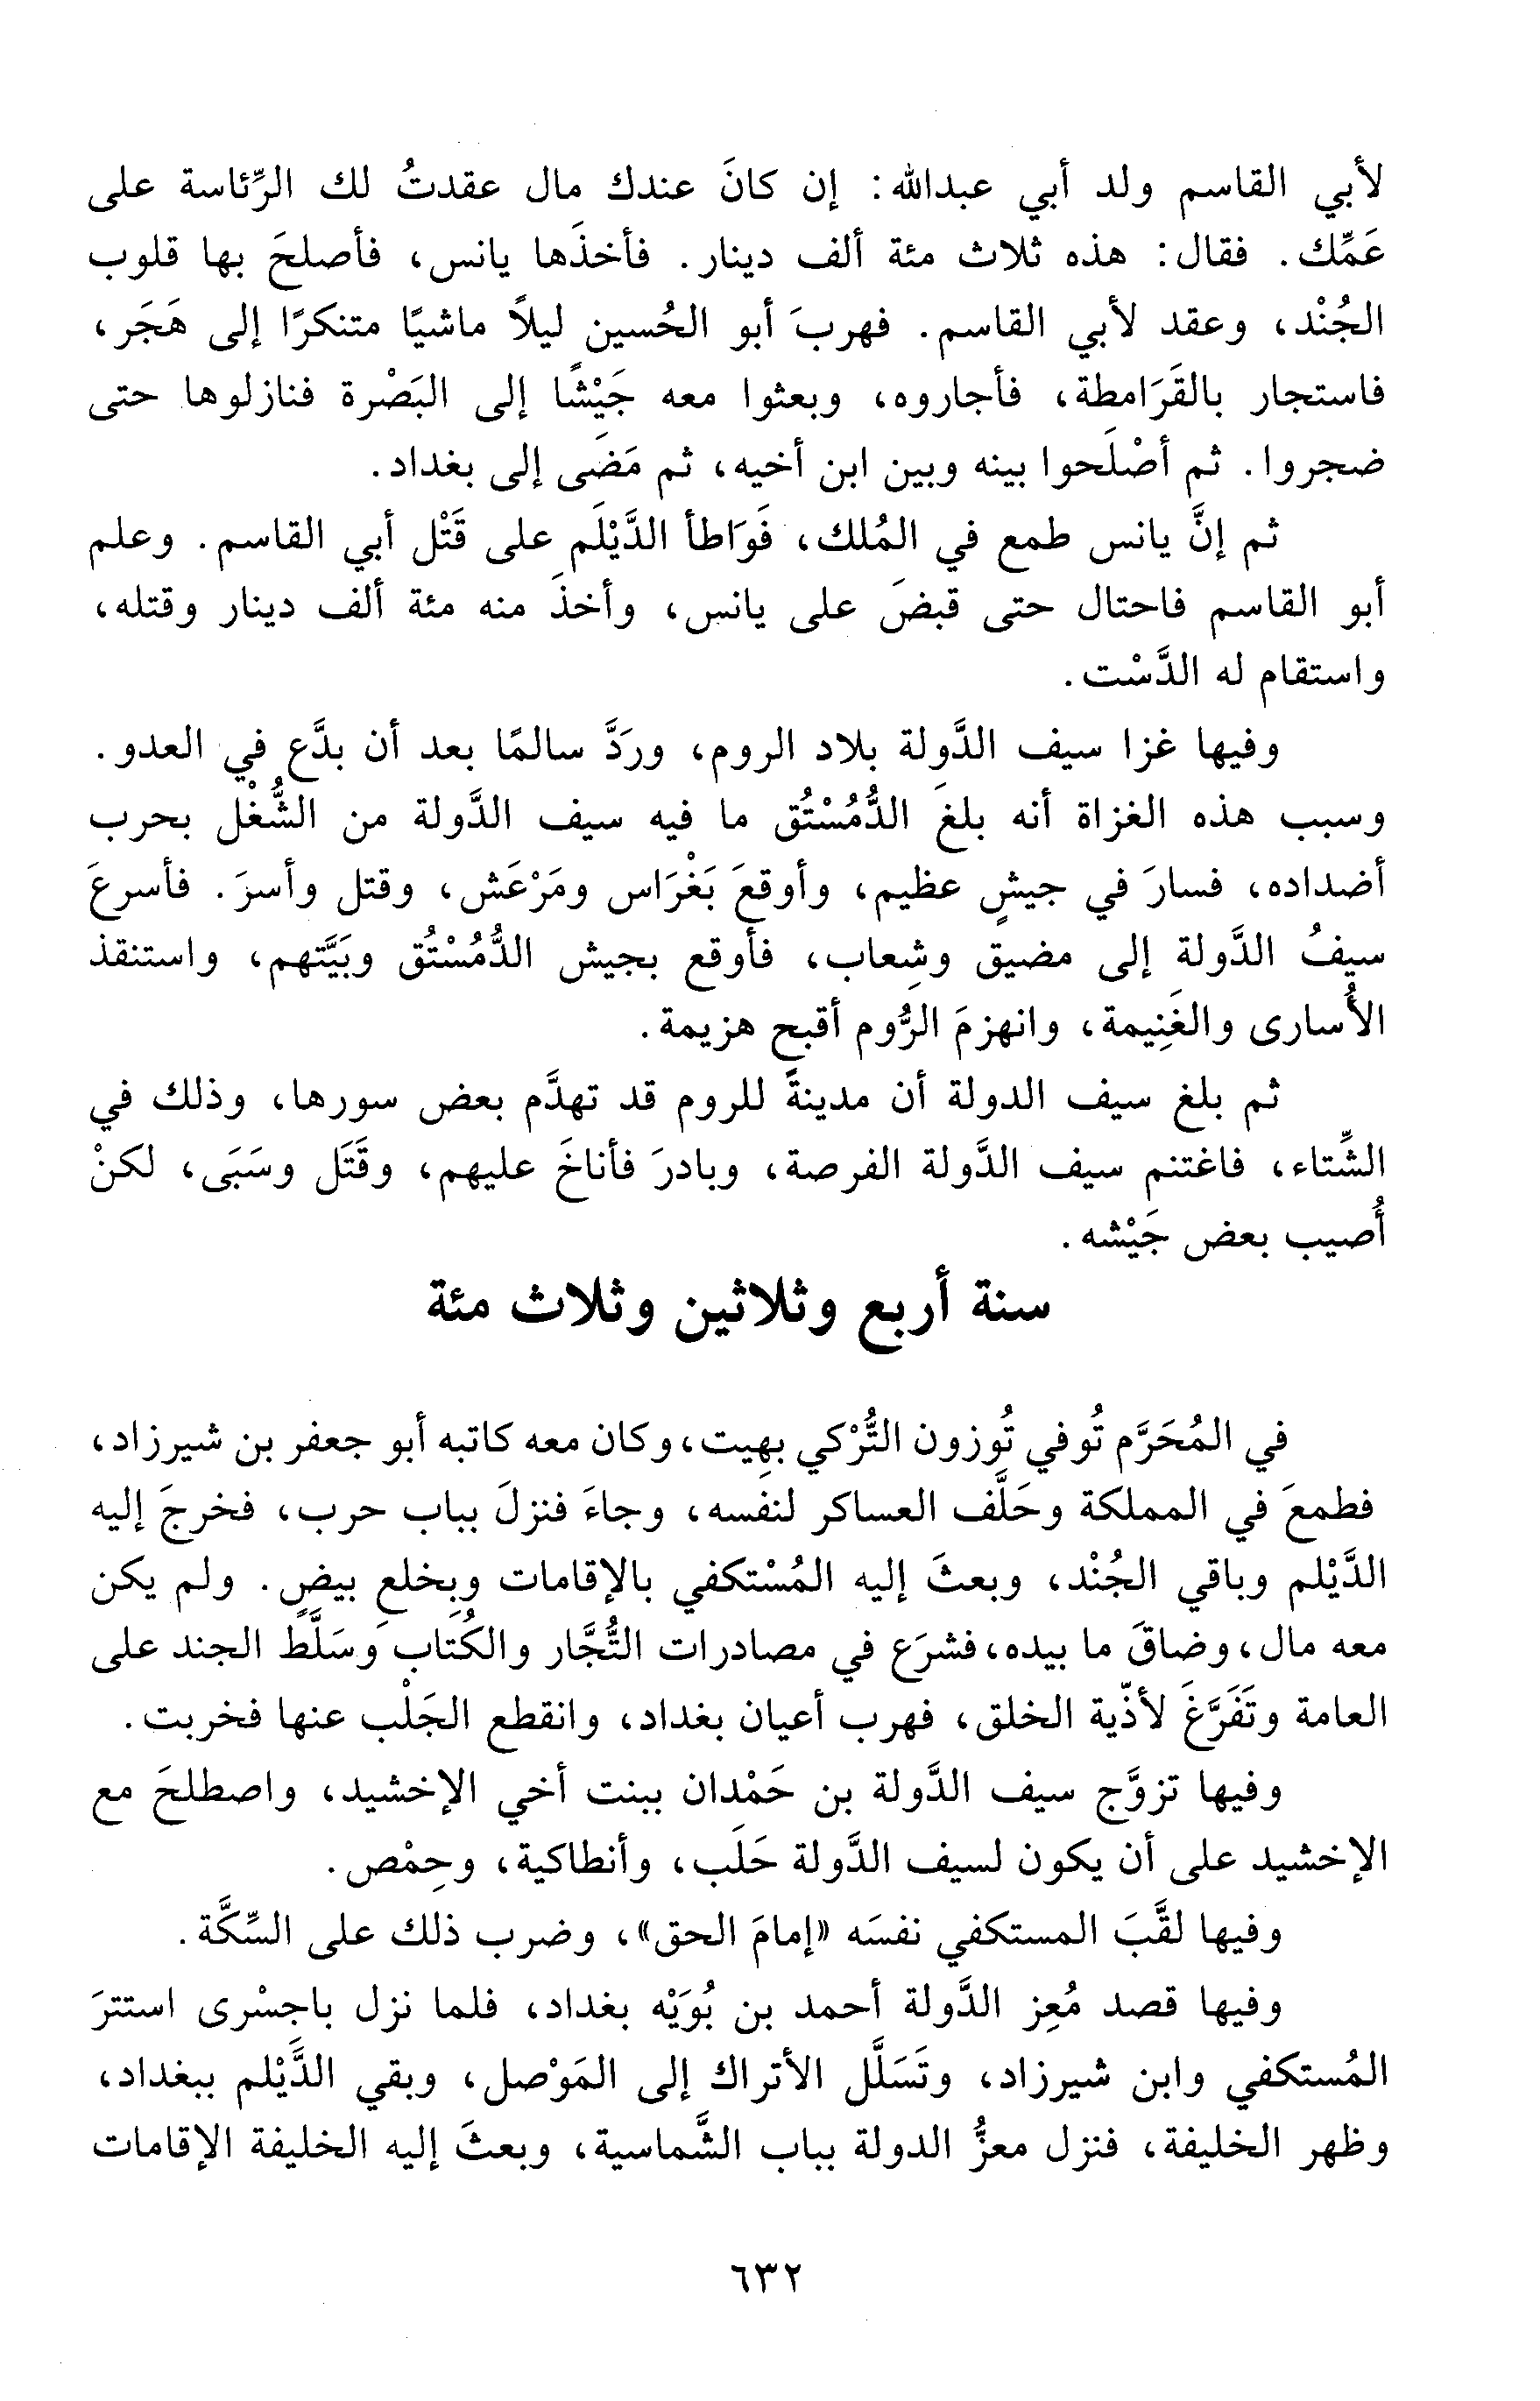 لأبي القاسم ولد أبي عبدالله: إن كانَ عندك مال عقدتُ لك الرِّئاسة على
عَمِّك. فقال: هذه ثلاث مئة ألف دينار. فأخذَها يانس، فأصلحَ بها قلوب
الجُنْد، وعقد لأبي القاسم. فهربَ أبو الحُسين ليلاً ماشيًا متنكرًا إلى هَجَر،
فاستجار بالقَرَامطة، فأجاروه، وبعثوا معه جَيْشًا إلى البَصْرة فنازلوها حتى
ضجروا. ثم أصْلَحوا بينه وبين ابن أخيه، ثم مَضَى إلى بغداد.
ثم إنَّ يانس طمع في المُلك، فَوَاطأ الدَّيْلَم على قَتْل أبي القاسم. وعلم
أبو القاسم فاحتال حتى قبضَ على يانس، وأخذَ منه مئة ألف دينار وقتله،
واستقام له الدَّسْت.
وفيها غزا سيف الدَّولة بلاد الروم، ورَدَّ سالمًا بعد أن بدَّع في العدو.
وسبب هذه الغزاة أنه بلغَ الدُّمُسْتُق ما فيه سيف الدَّولة من الشُّغْل بحرب
أضداده، فسارَ في جيشٍ عظيم، وأوقعَ بَغْرَاس ومَرْعَش، وقتل وأسرَ. فأسرعَ
سيفُ الدَّولة إلى مضيق وشِعاب، فأوقع بجيش الدُّمُسْتُق وبَيَّتهم، واستنقذ
الأُسارى والغَنِيمة، وانهزمَ الرُّوم أقبح هزيمة.
ثم بلغ سيف الدولة أن مدينةً للروم قد تهدَّم بعض سورها، وذلك في
الشِّتاء، فاغتنم سيف الدَّولة الفرصة، وبادرَ فأناخَ عليهم، وقَتَل وسَبَى، لكنْ
أُصيب بعض جَيْشه.
سنة أربع وثلاثين وثلاث مئة
في المُحَرَّم تُوفي تُوزون التُّرْكي بهِيت، وكان معه كاتبه أبو جعفر بن شيرزاد،
فطمعَ في المملكة وحَلَّف العساكر لنفسه، وجاءَ فنزلَ بباب حرب، فخرجَ إليه
الدَّيْلم وباقي الجُنْد، وبعثَ إليه المُسْتكفي بالإقامات وبِخلعِ بيضٍ. ولم يكن
معه مال، وضاقَ ما بيده، فشرَع في مصادرات التُّجَّار والكُتاب وسَلَّط الجند على
العامة وتَفَرَّغَ لأذّية الخلق، فهرب أعيان بغداد، وانقطع الجَلْب عنها فخربت.
وفيها تزوَّج سيف الدَّولة بن حَمْدان ببنت أخي الإخشيد، واصطلحَ مع
الإخشيد على أن يكون لسيف الدَّولة حَلَب، وأنطاكية، وحِمْص.
وفيها لقَّبَ المستكفي نفسَه «إمامَ الحق»، وضرب ذلك على السِّكَّة.
وفيها قصد مُعِز الدَّولة أحمد بن بُوَيْه بغداد، فلما نزل باجسْرى استترَ
المُستكفي وابن شيرزاد، وتَسَلَّل الأتراك إلى المَوْصل، وبقي الدَّيْلم ببغداد،
وظهر الخليفة، فنزل معزُّ الدولة بباب الشَّماسية، وبعثَ إليه الخليفة الإقامات
٦٣٢